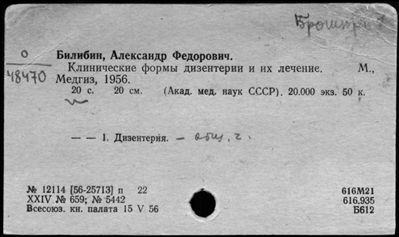 Брошюра
О
48470
Билибин, Александр Федорович.
Клинические формы дизентерии и их лечение. М.,
Медгиз, 1956.
20 с. 20 см. (Акад. мед. наук СССР). 20.000 экз. 50 к.
— — 1. Дизентерия. —
№ 12114 [56-25713] п 22
XXIV № 659; № 5442
Всесоюз. кн. палата 15 V 56
616М21
616.935
Б612